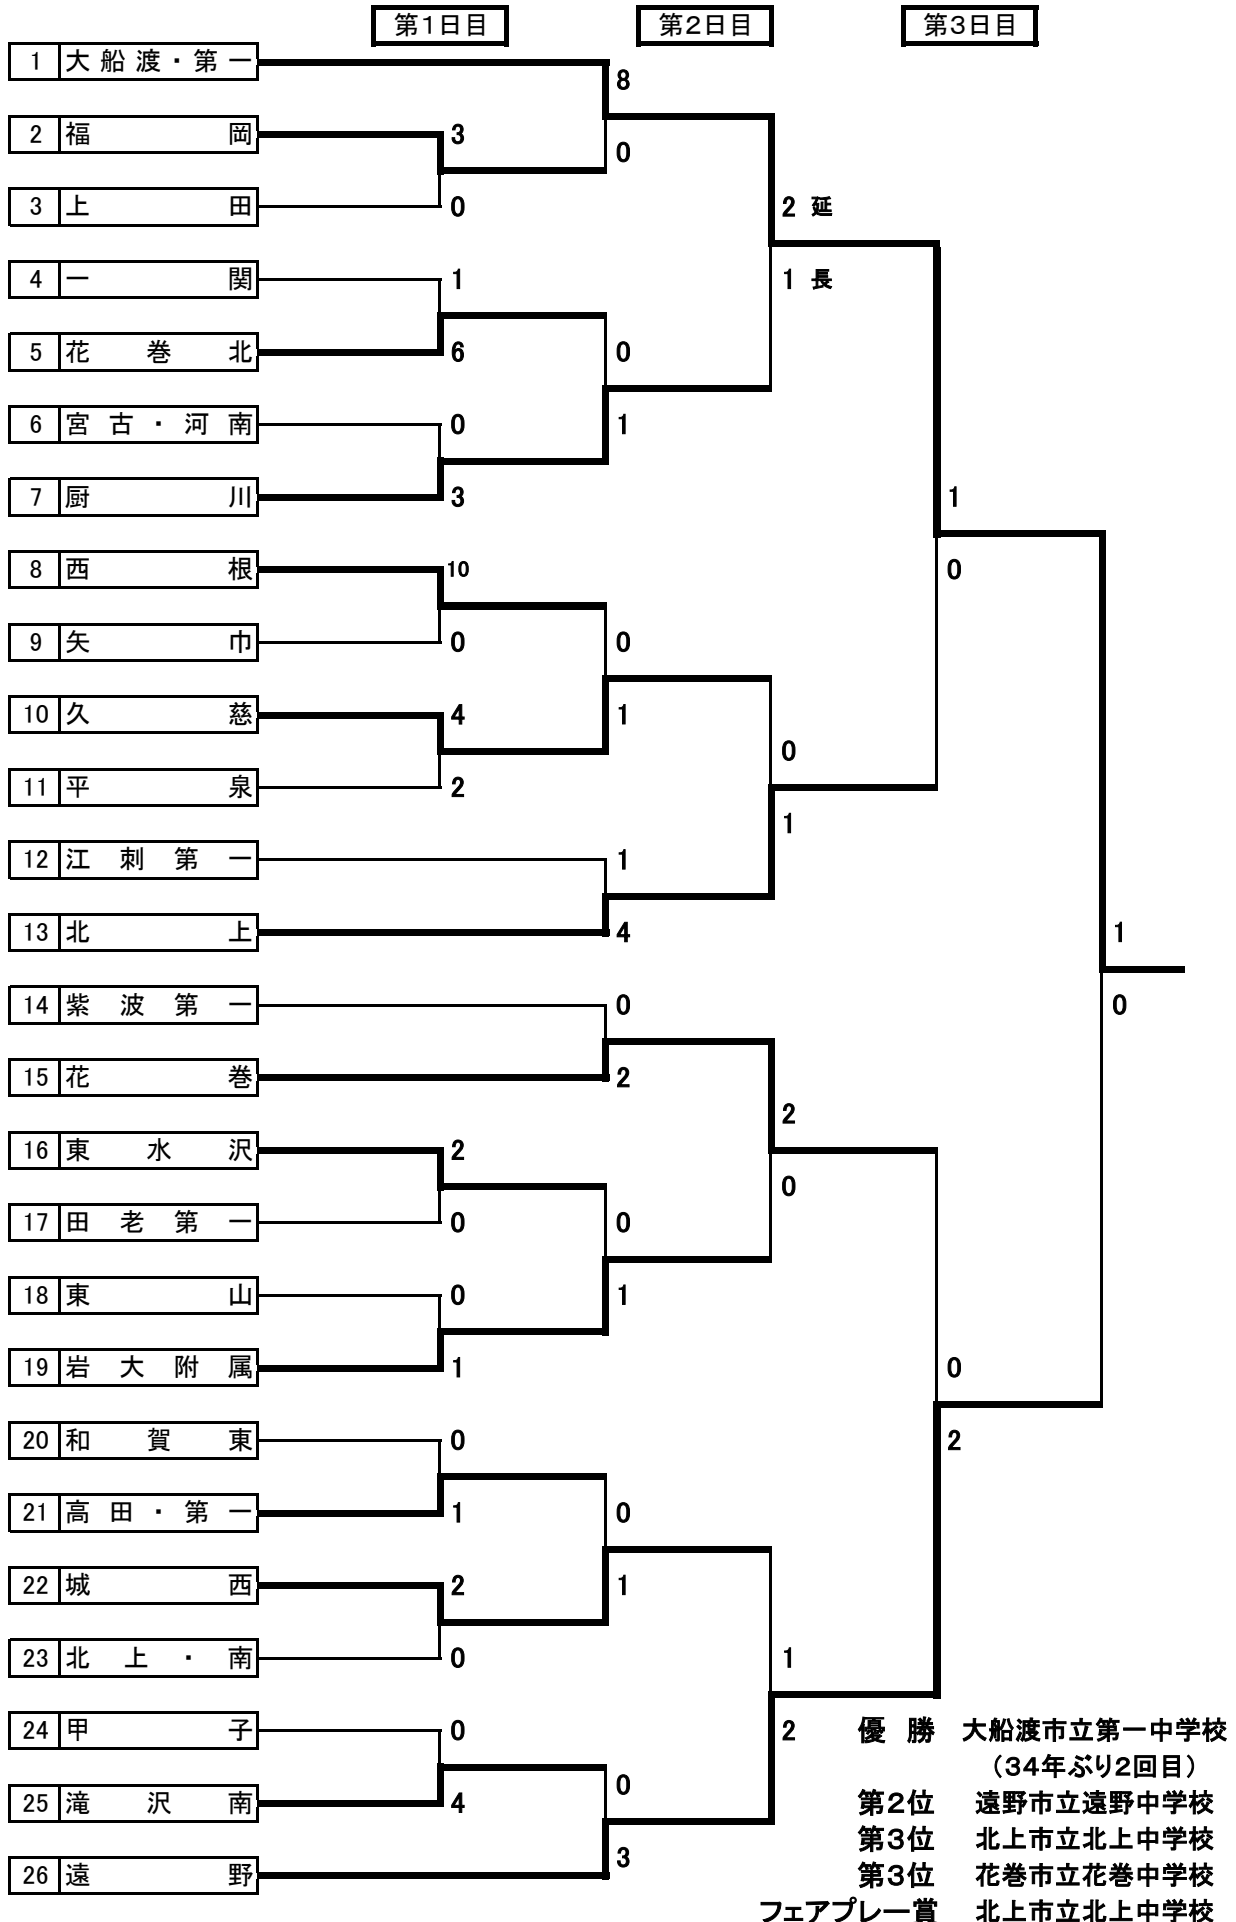 第1日目 第2日目 第3日目
1 大船渡・第一
8
2 福岡 3
0
3 上田 0
2 延
4 一関 1
1 長
5 花巻北 6
0
6 宮古・河南 0
1
7 厨川 3
1
8 西根 10
0
9 矢巾 0
0
10 久慈 4
1
0
11 平泉 2
1
12 江刺第一
1
13 北上
4
1
14 紫波第一
0
0
15 花巻
2
2
16 東水沢 2
0
17 田老第一 0
0
18 東山 0
1
19 岩大附属 1
0
20 和賀東 0
2
21 高田・第一 1
0
22 城西 2
1
23 北上・南 0
1
24 甲子 0
2 優勝 大船渡市立第一中学校
(34年ぶり2回目)
25 滝沢南 4
0
第2位 遠野市立遠野中学校
第3位 北上市立北上中学校
3
26 遠野
第3位 花巻市立花巻中学校
フェアプレー賞 北上市立北上中学校